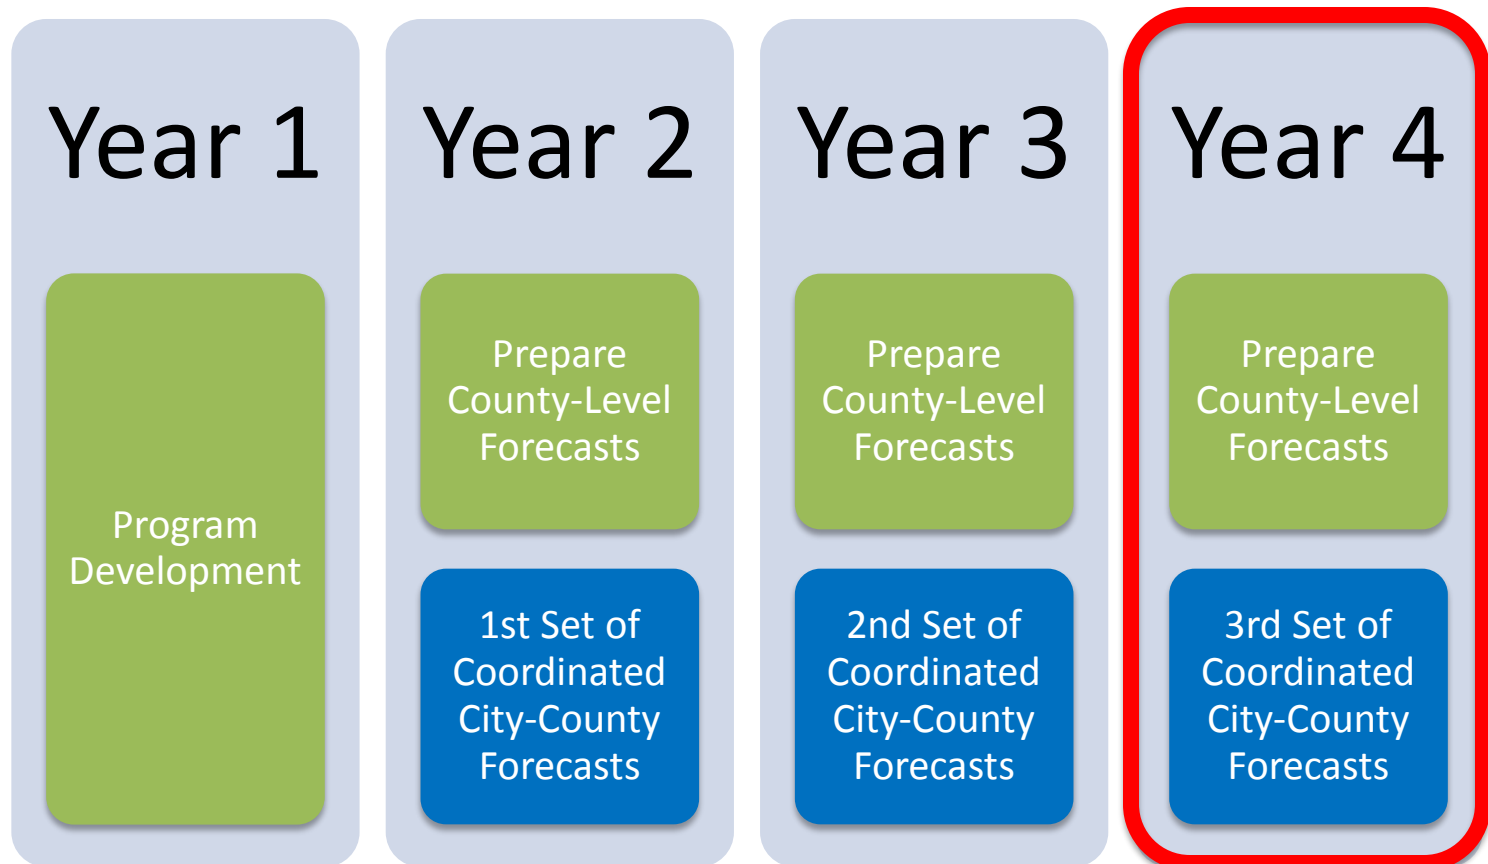 Year 1
Program
Development
Year 2
Prepare
County-Level
Forecasts
1st Set of
Coordinated
City-County
Forecasts
Year 3
Prepare
County-Level
Forecasts
2nd Set of
Coordinated
City-County
Forecasts
Year 4
Prepare
County-Level
Forecasts
3rd Set of
Coordinated
City-County
Forecasts